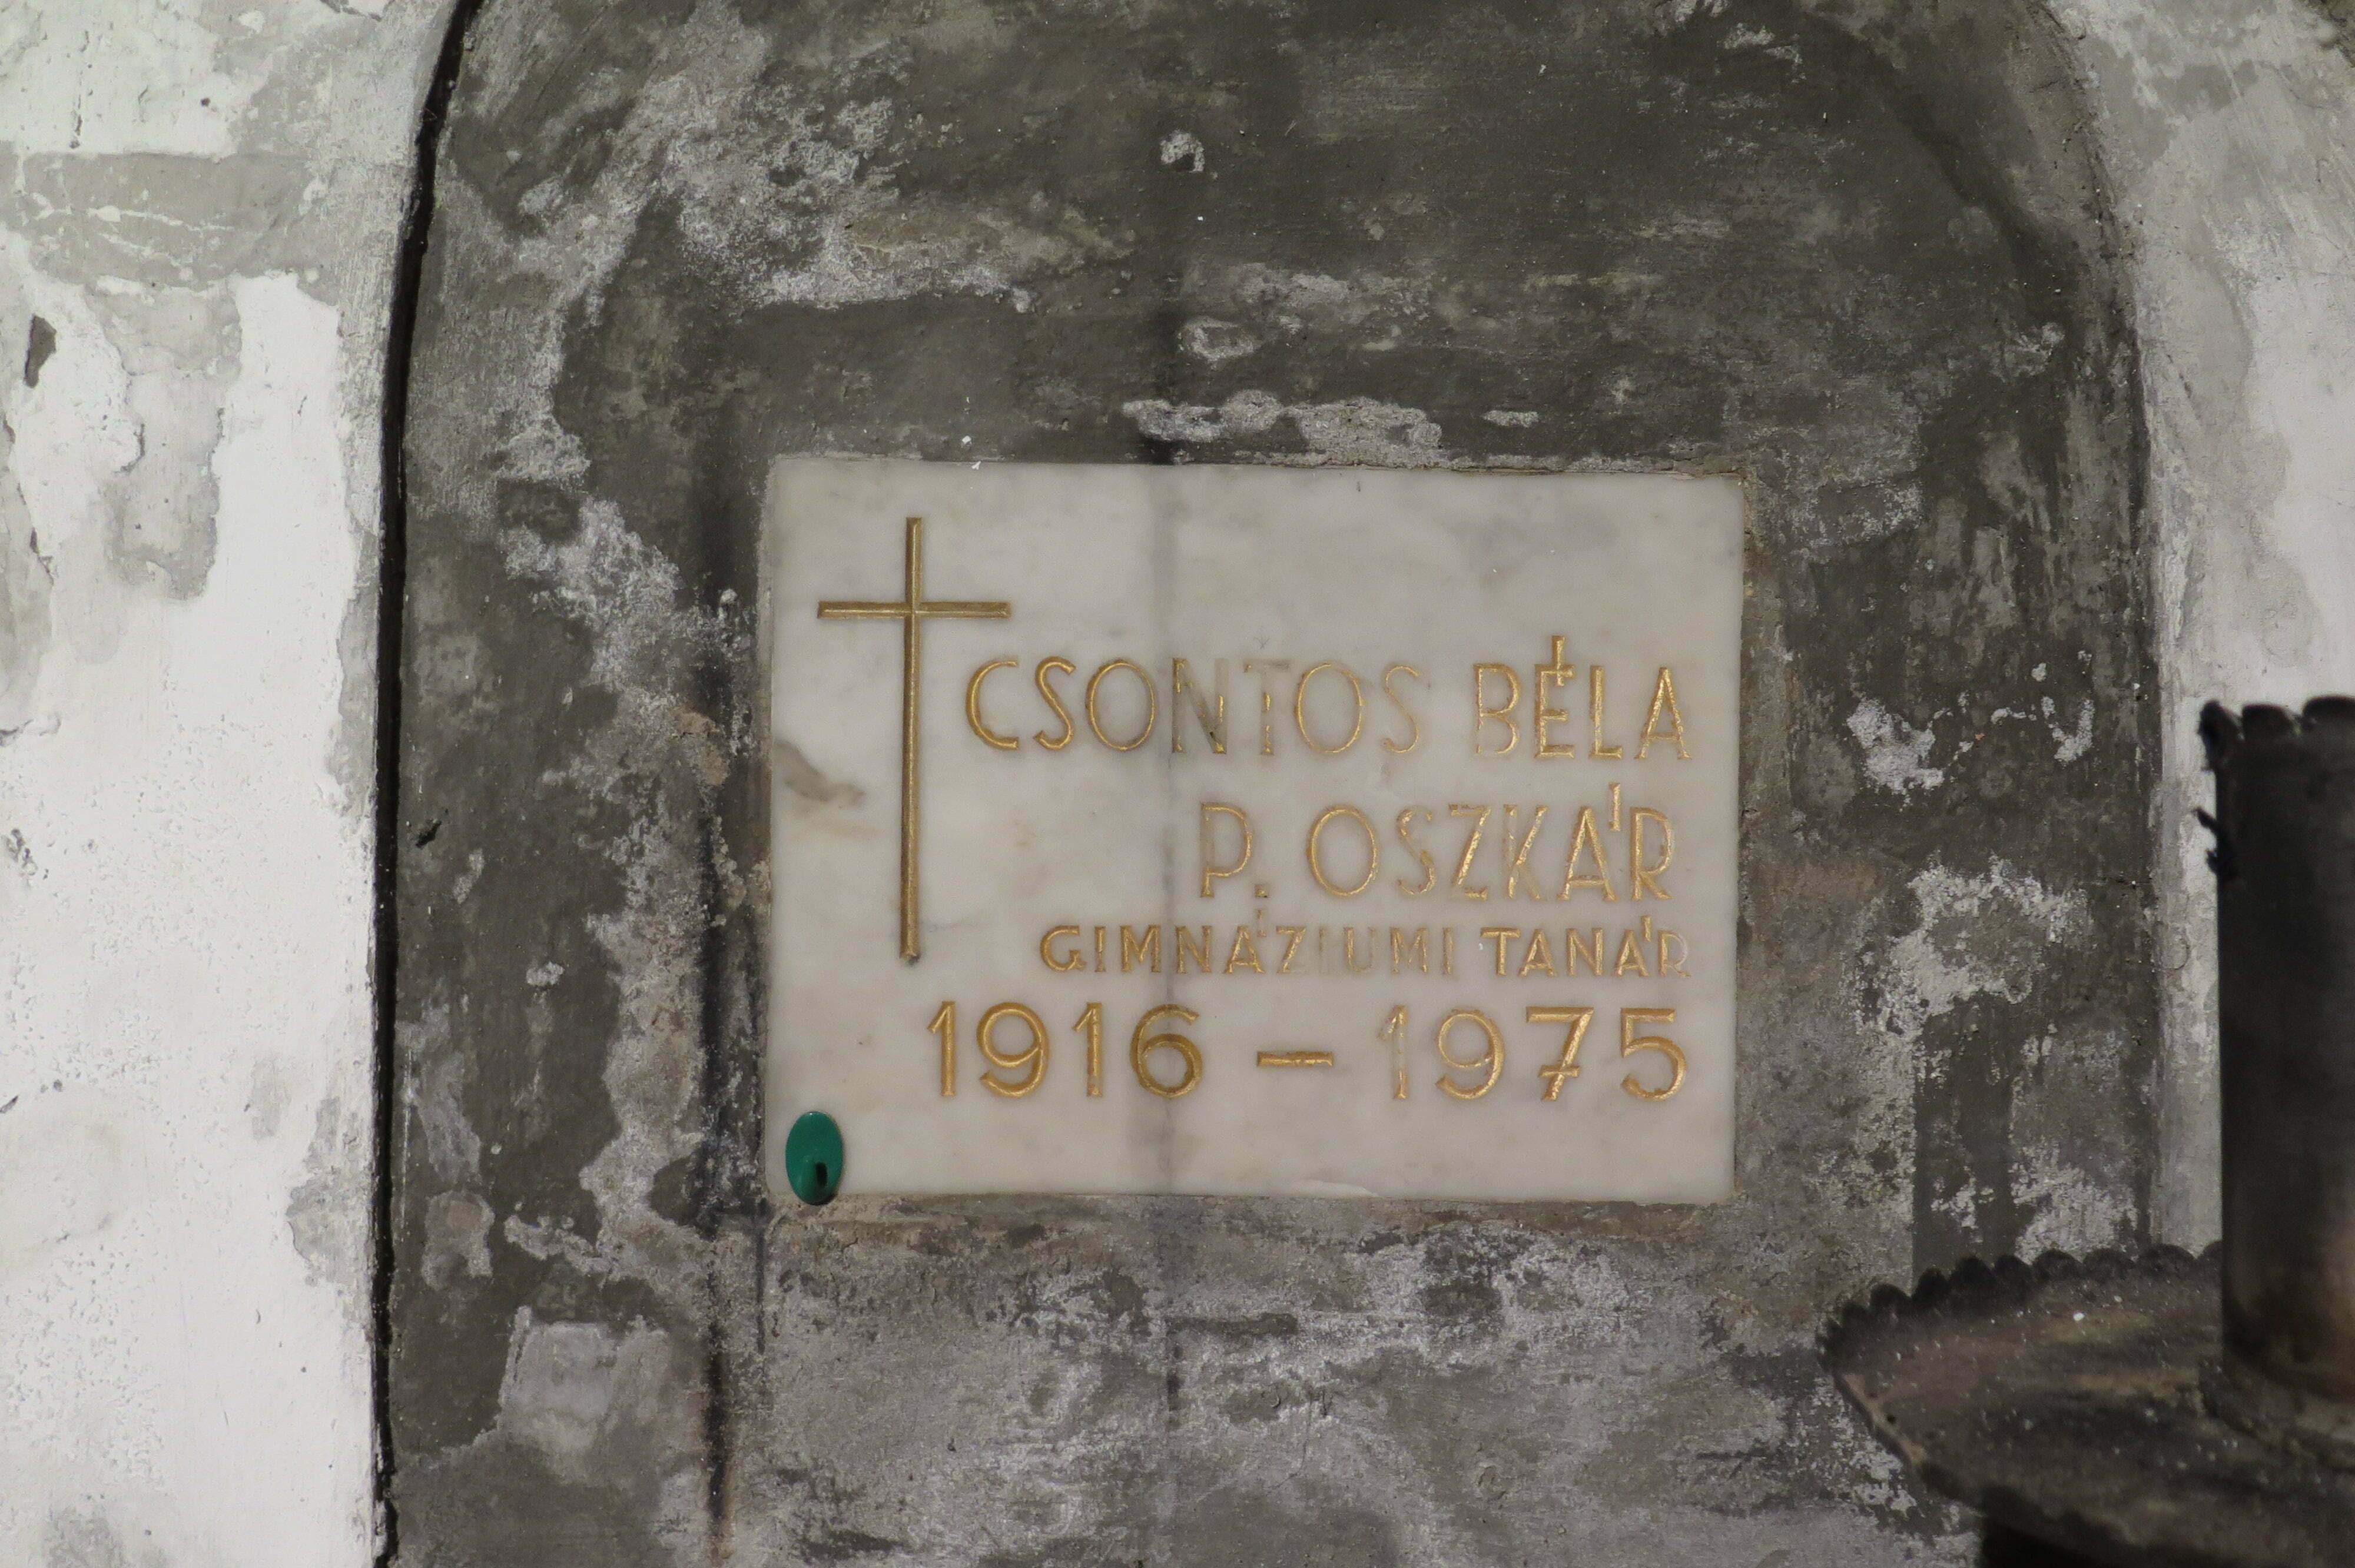 CSONTOS BÉLA
P. OSZKÁR
GIMNÁZIUMI TANÁR
1916 – 1975